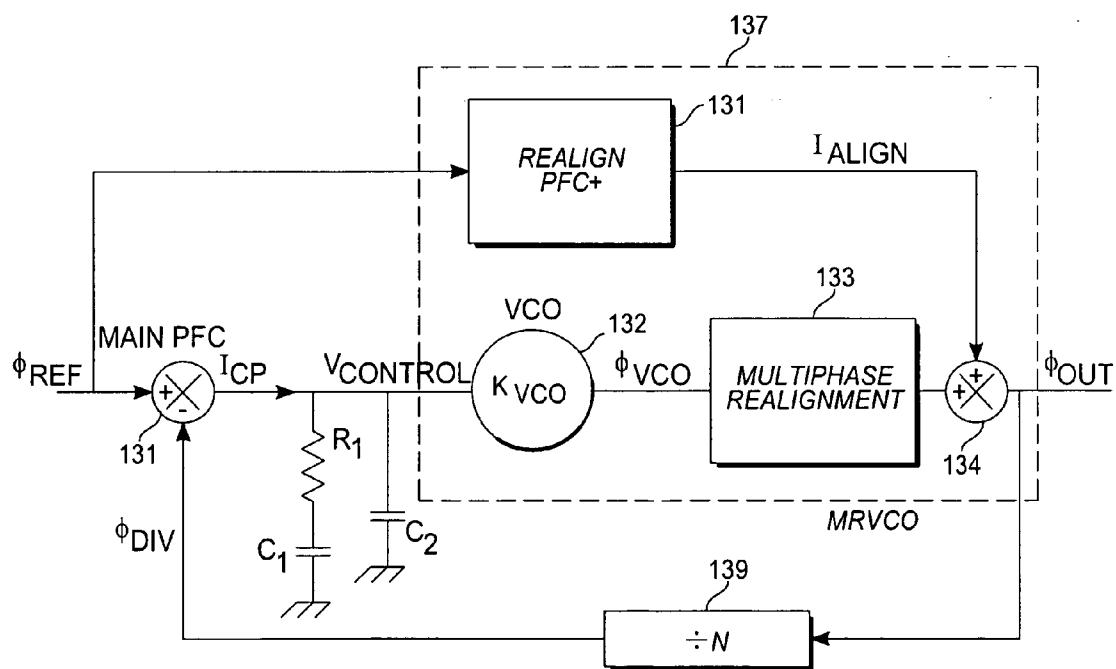 137
131
REALIGN
PFC+
I ALIGN
133
VCO
132
MAIN PFC
ϕREF
ICP
VCONTROL
KVCO
ϕVCO
MULTIPHASE
REALIGNMENT
+
-
+
+
ϕOUT
131
134
R1
MRVCO
ϕDIV
C1
C2
139
÷N